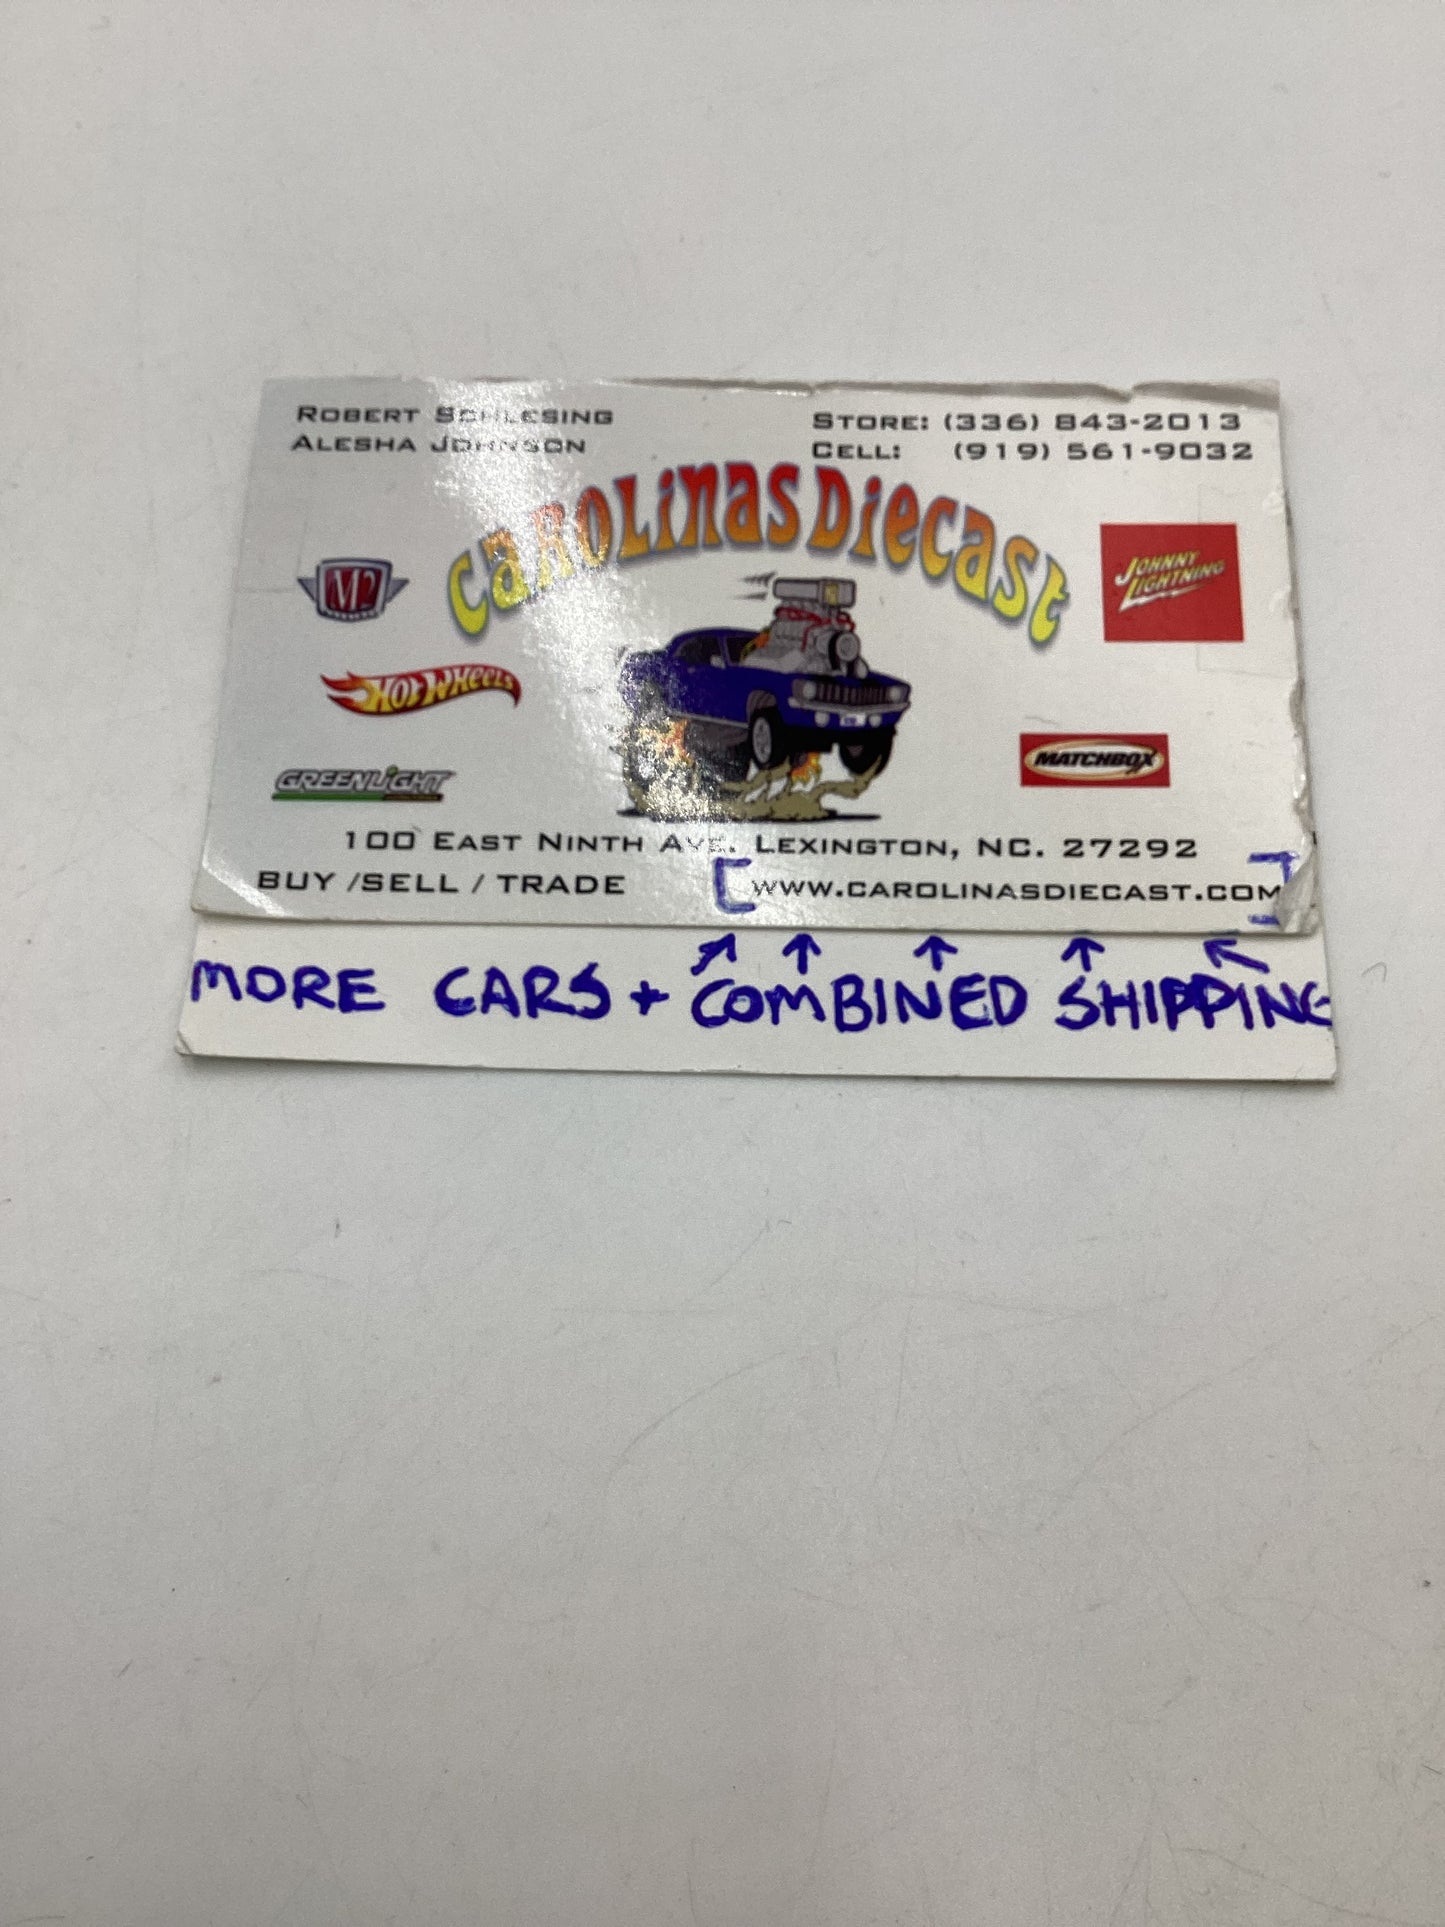 ROBERT SCHLESING
ALESHA JOHNSON
STORE: (336) 843-2013
CELL: (919) 561-9032
CAROLINAS DIECAST
M2
JOHNNY LIGHTNING
HOT WHEELS
MATCHBOX
GREENLIGHT
100 EAST NINTH AVE. LEXINGTON, NC. 27292
BUY /SELL / TRADE
[WWW.CAROLINASDIECAST.COM]
MORE CARS + COMBINED SHIPPING